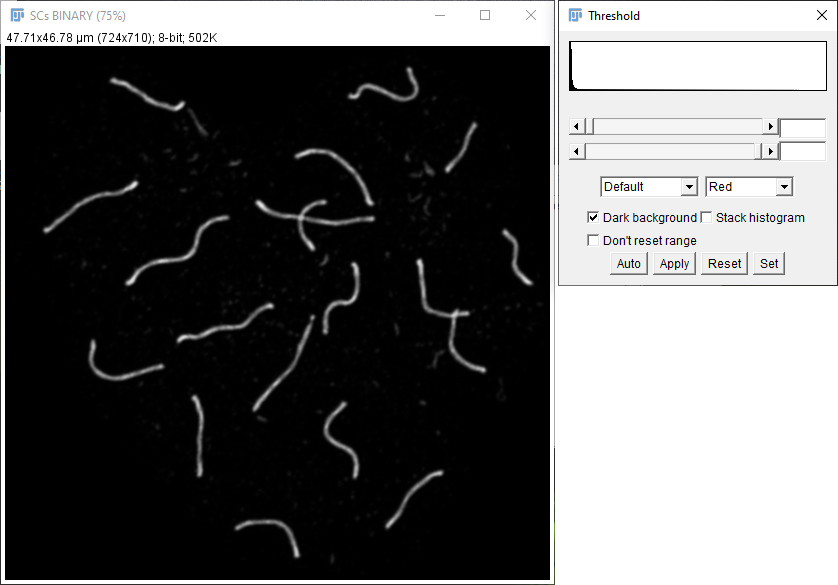 SCs BINARY (75%)
47.71x46.78 µm (724x710); 8-bit; 502K
Threshold
Default
Red
Dark background
Stack histogram
Don't reset range
Auto
Apply
Reset
Set